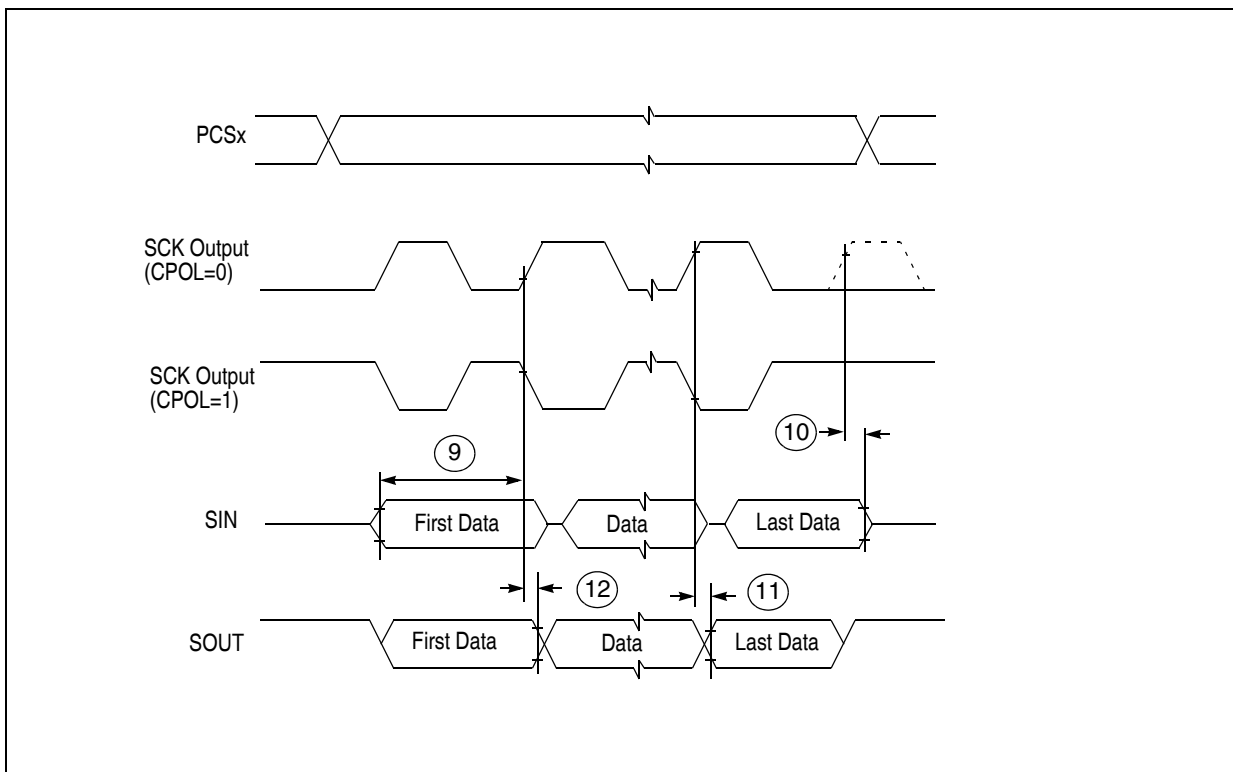 PCSx
SCK Output
(CPOL=0)
SCK Output
(CPOL=1)
10
9
SIN
First Data
Data
Last Data
12
11
SOUT
First Data
Data
Last Data